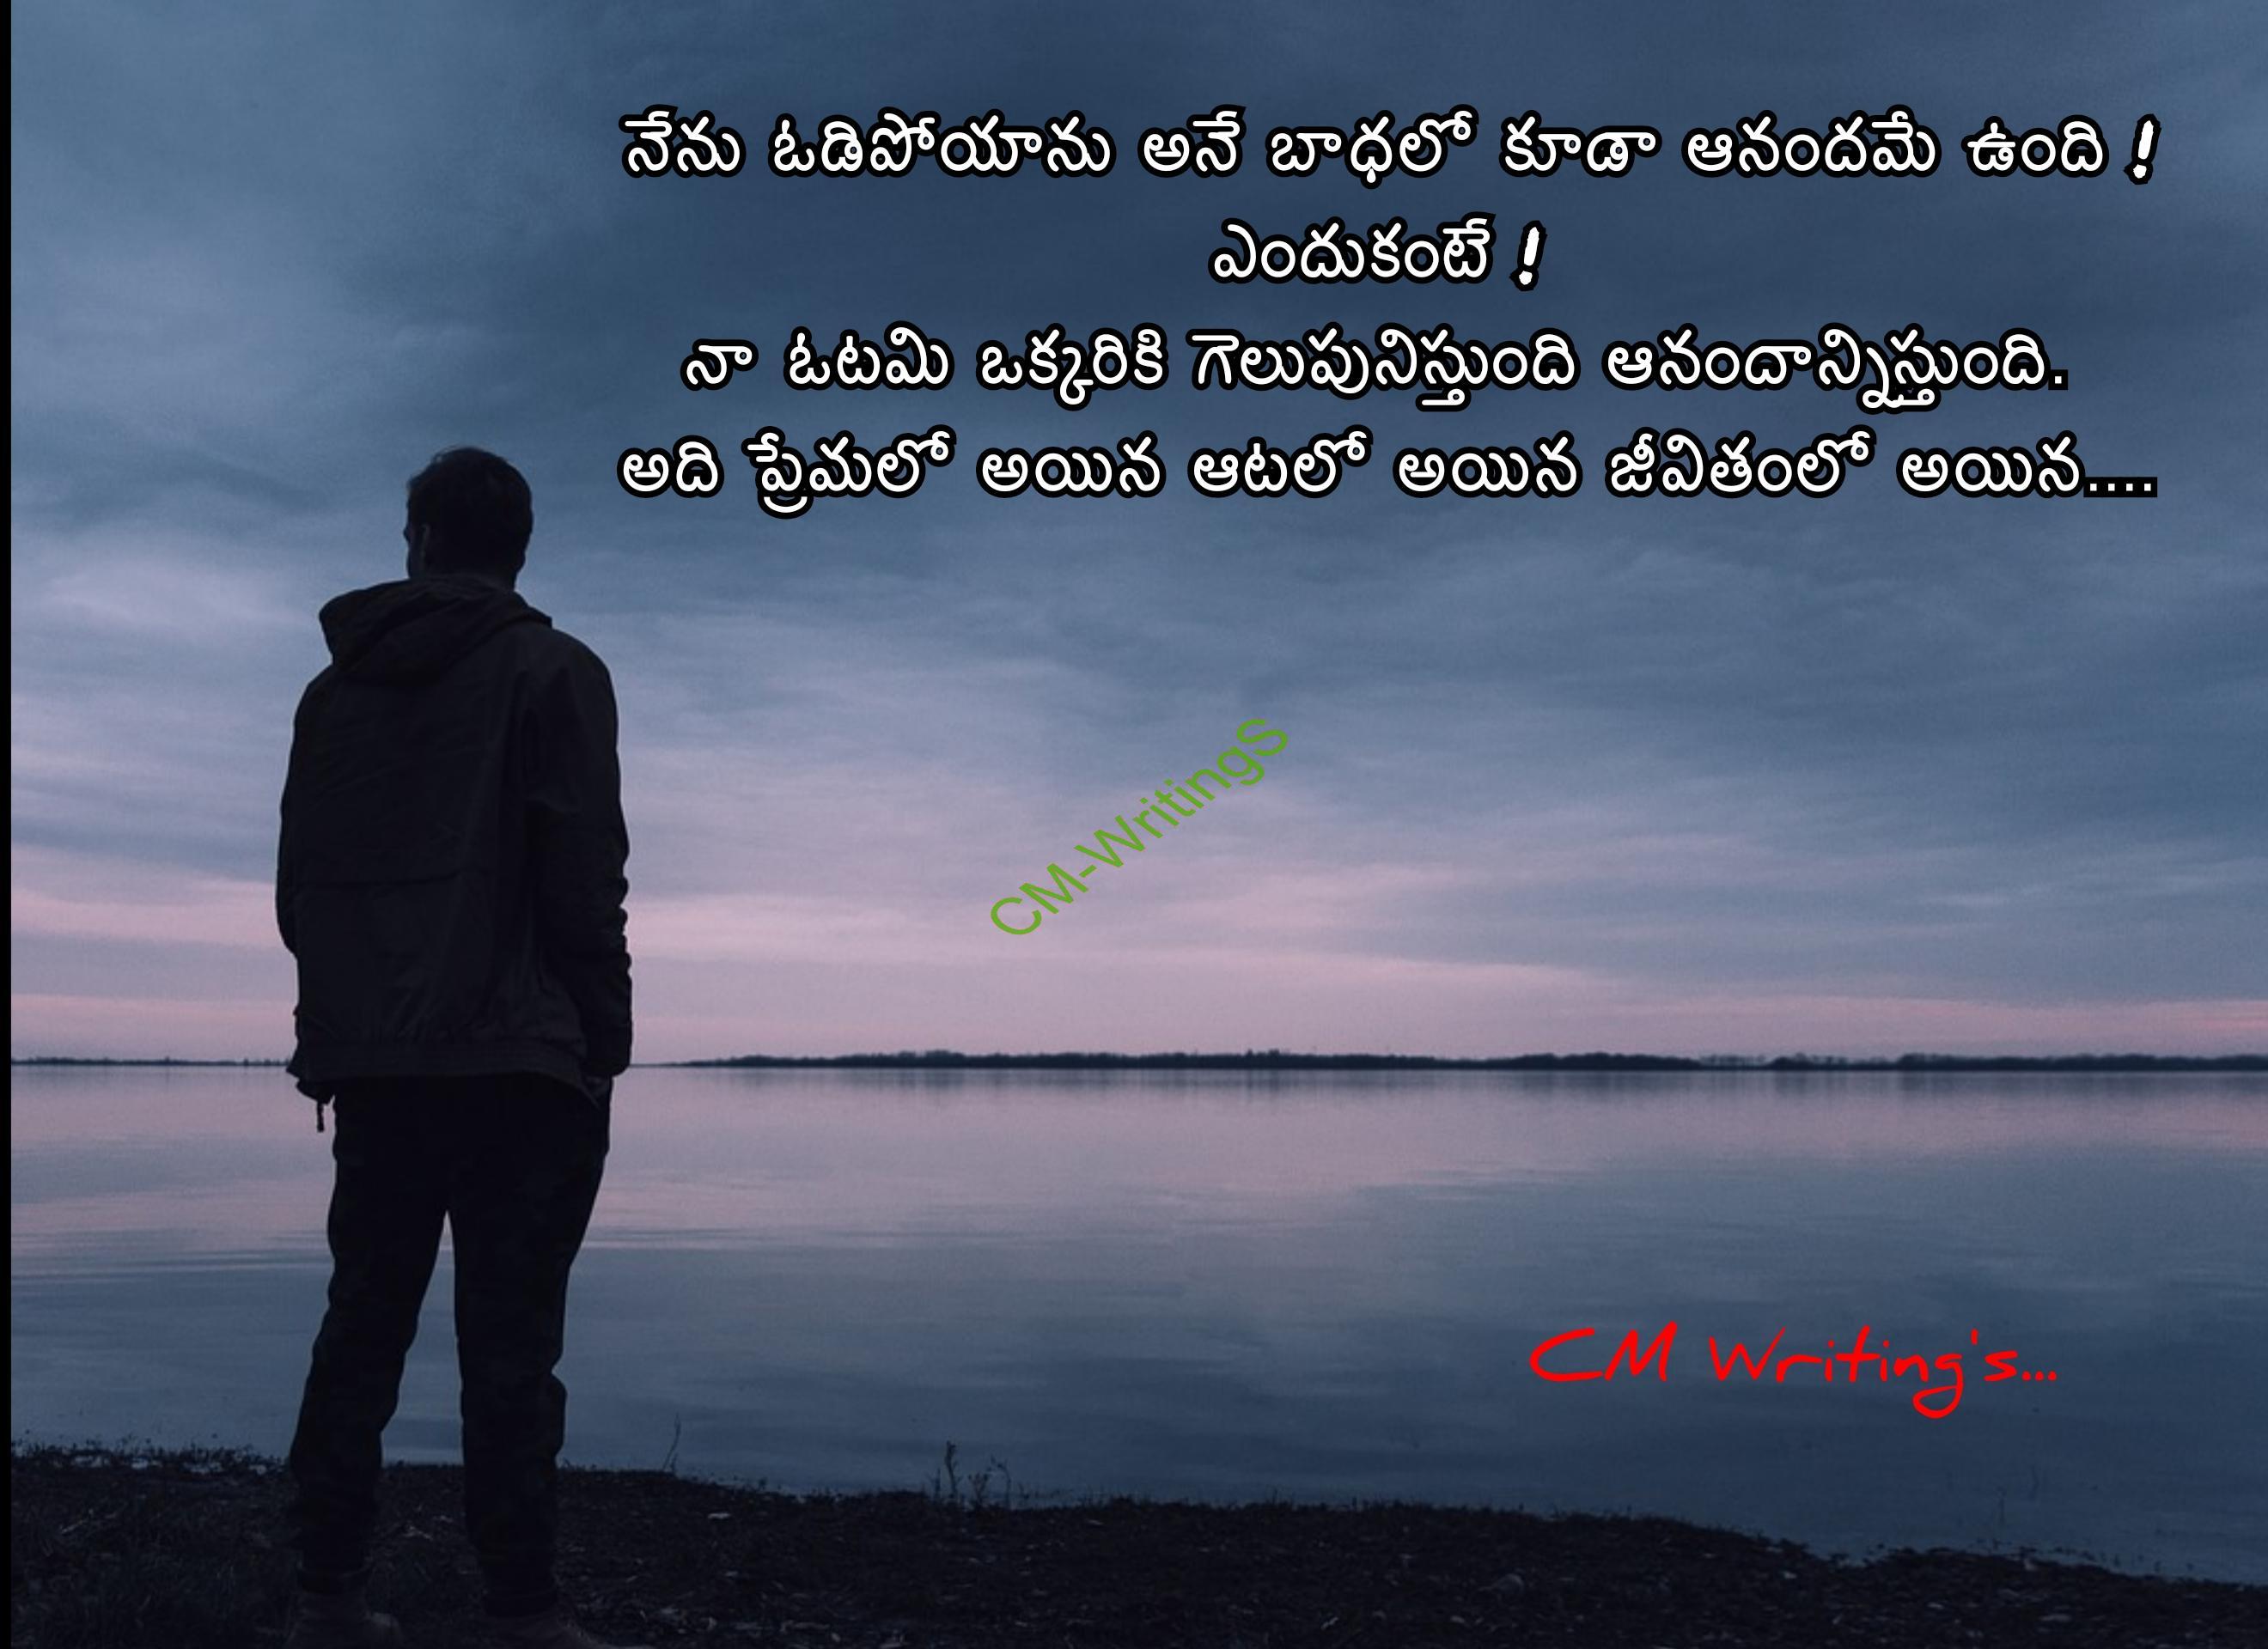 నేను ఓడిపోయాను అనే బాధలో కూడా ఆనందమే ఉంది !
ఎందుకంటే !
నా ఓటమి ఒక్కరికి గెలుపునిస్తుంది ఆనందాన్నిస్తుంది.
అది ప్రేమలో అయిన ఆటలో అయిన జీవితంలో అయిన....
CM-WritingS
CM Writing's...